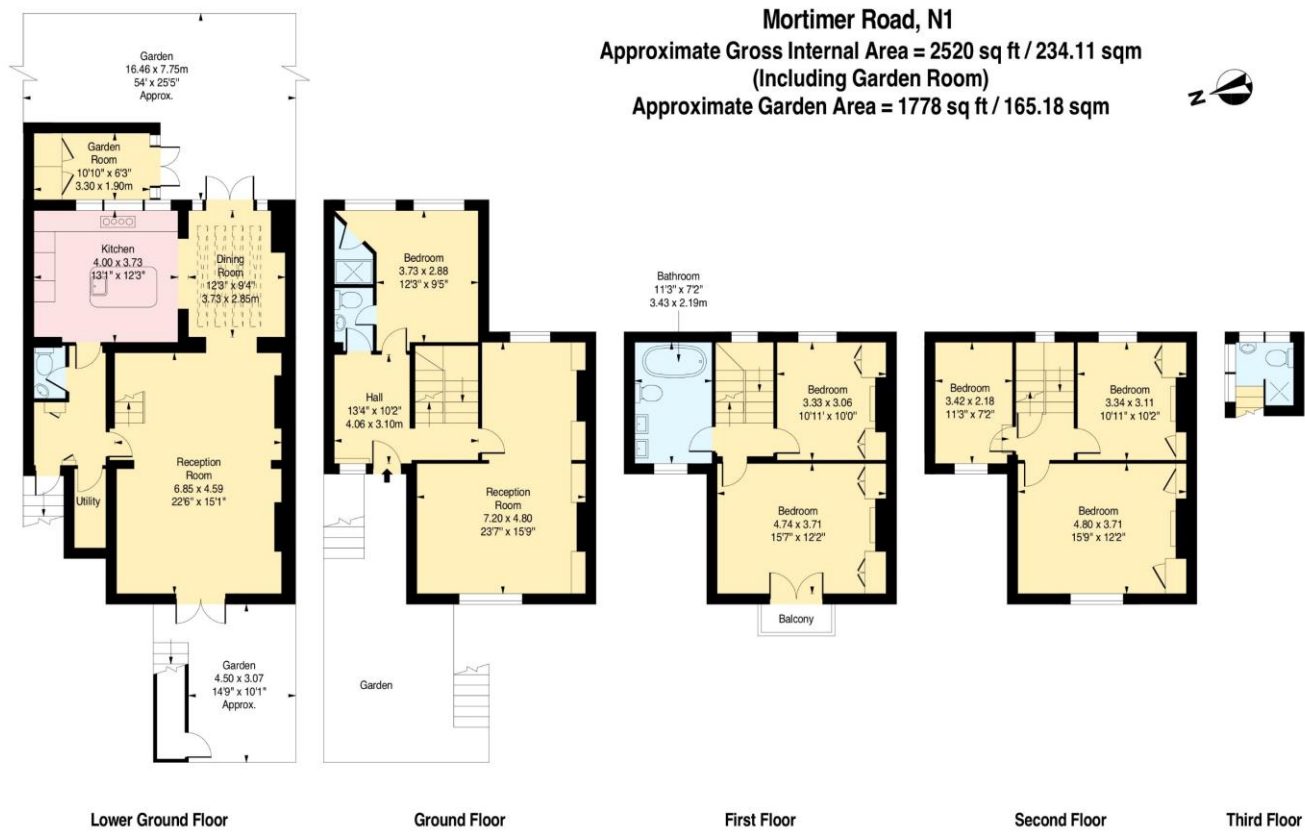 Mortimer Road, N1
Approximate Gross Internal Area = 2520 sq ft / 234.11 sqm
(Including Garden Room)
Approximate Garden Area = 1778 sq ft / 165.18 sqm
N
Garden
16.46 x 7.75m
54' x 25'5"
Approx.
Garden
Room
10'10" x 6'3"
3.30 x 1.90m
Kitchen
4.00 x 3.73
13'1" x 12'3"
Dining
Room
12'3" x 9'4"
3.73 x 2.85m
Reception
Room
6.85 x 4.59
22'6" x 15'1"
Utility
Garden
4.50 x 3.07
14'9" x 10'1"
Approx.
Lower Ground Floor
Bedroom
3.73 x 2.88
12'3" x 9'5"
Hall
13'4" x 10'2"
4.06 x 3.10m
Reception
Room
7.20 x 4.80
23'7" x 15'9"
Garden
Ground Floor
Bathroom
11'3" x 7'2"
3.43 x 2.19m
Bedroom
3.33 x 3.06
10'11" x 10'0"
Bedroom
4.74 x 3.71
15'7" x 12'2"
Balcony
First Floor
Bedroom
3.42 x 2.18
11'3" x 7'2"
Bedroom
3.34 x 3.11
10'11" x 10'2"
Bedroom
4.80 x 3.71
15'9" x 12'2"
Second Floor
Third Floor